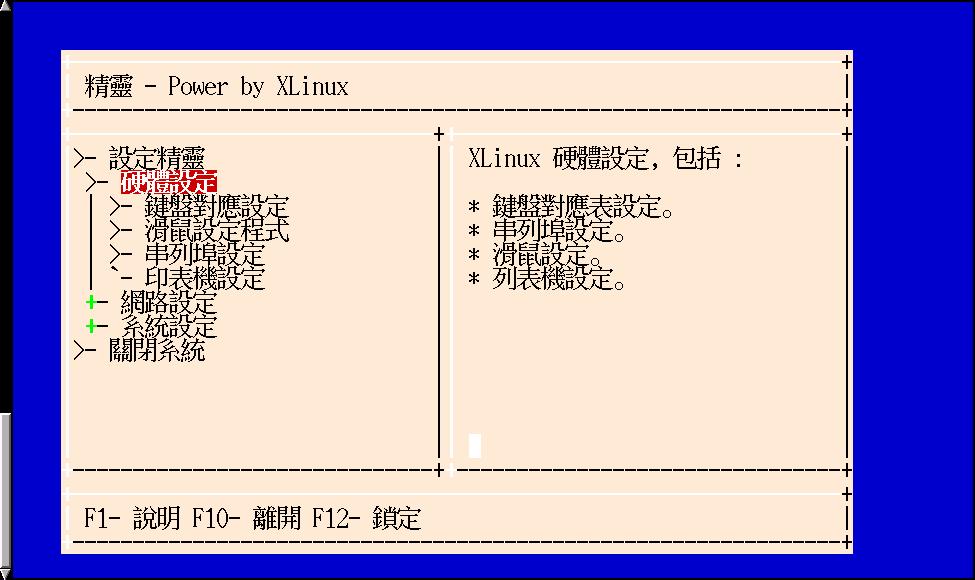 精靈 - Power by XLinux
>- 設定精靈
>- 硬體設定
| >- 鍵盤對應設定
| >- 滑鼠設定程式
| >- 串列埠設定
| `- 印表機設定
+- 網路設定
+- 系統設定
>- 關閉系統
XLinux 硬體設定, 包括 :
* 鍵盤對應表設定。
* 串列埠設定。
* 滑鼠設定。
* 列表機設定。
F1- 說明 F10- 離開 F12- 鎖定